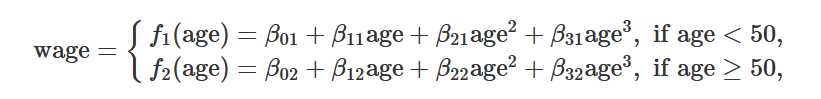 wage = { f₁(age) = β₀₁ + β₁₁age + β₂₁age² + β₃₁age³, if age < 50,
f₂(age) = β₀₂ + β₁₂age + β₂₂age² + β₃₂age³, if age ≥ 50,